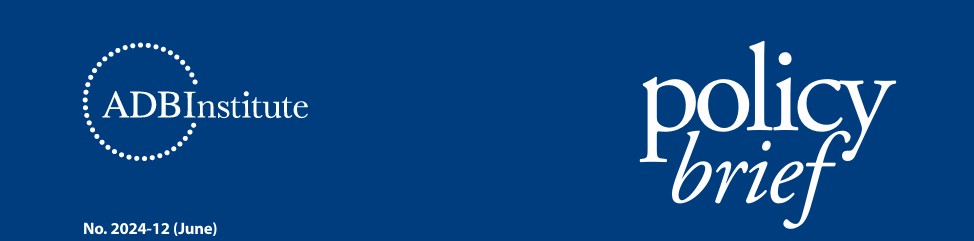 ADBInstitute
policy
brief
No. 2024-12 (June)